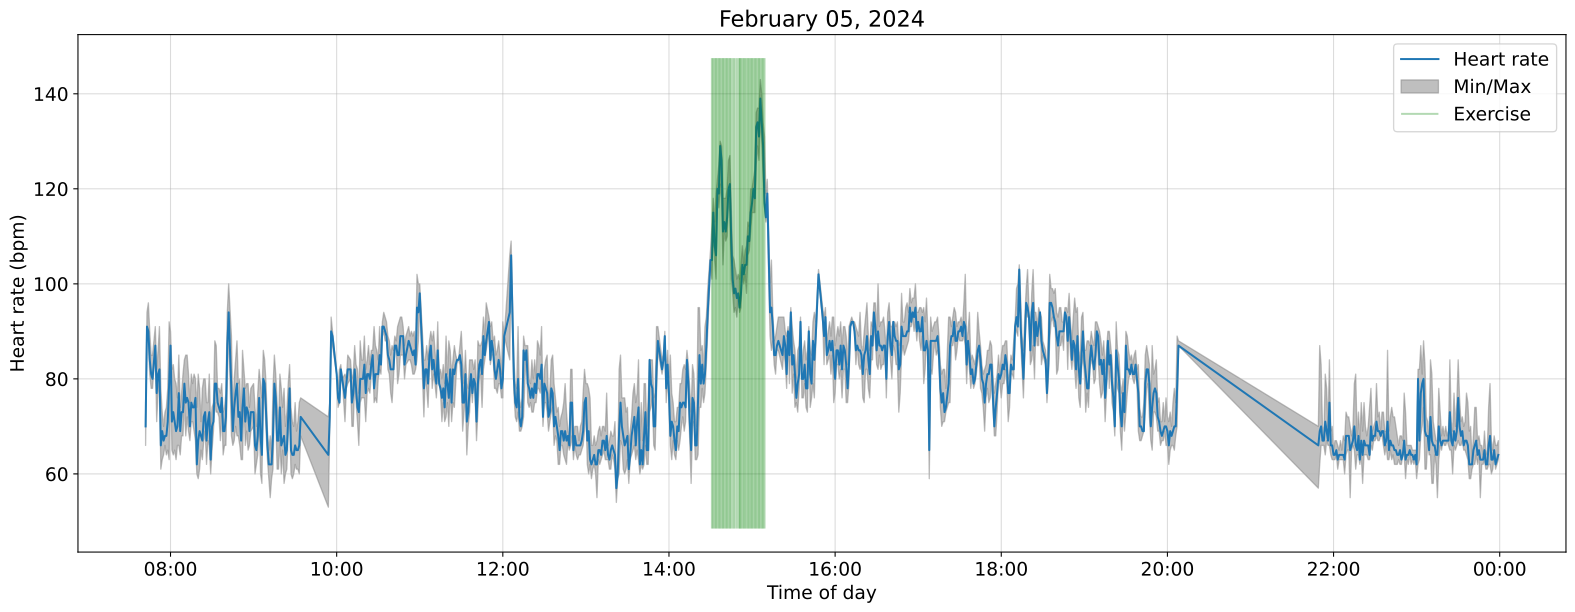 February 05, 2024
Heart rate (bpm)
140
120
100
80
60
Heart rate
Min/Max
Exercise
08:00 10:00 12:00 14:00 16:00 18:00 20:00 22:00 00:00
Time of day